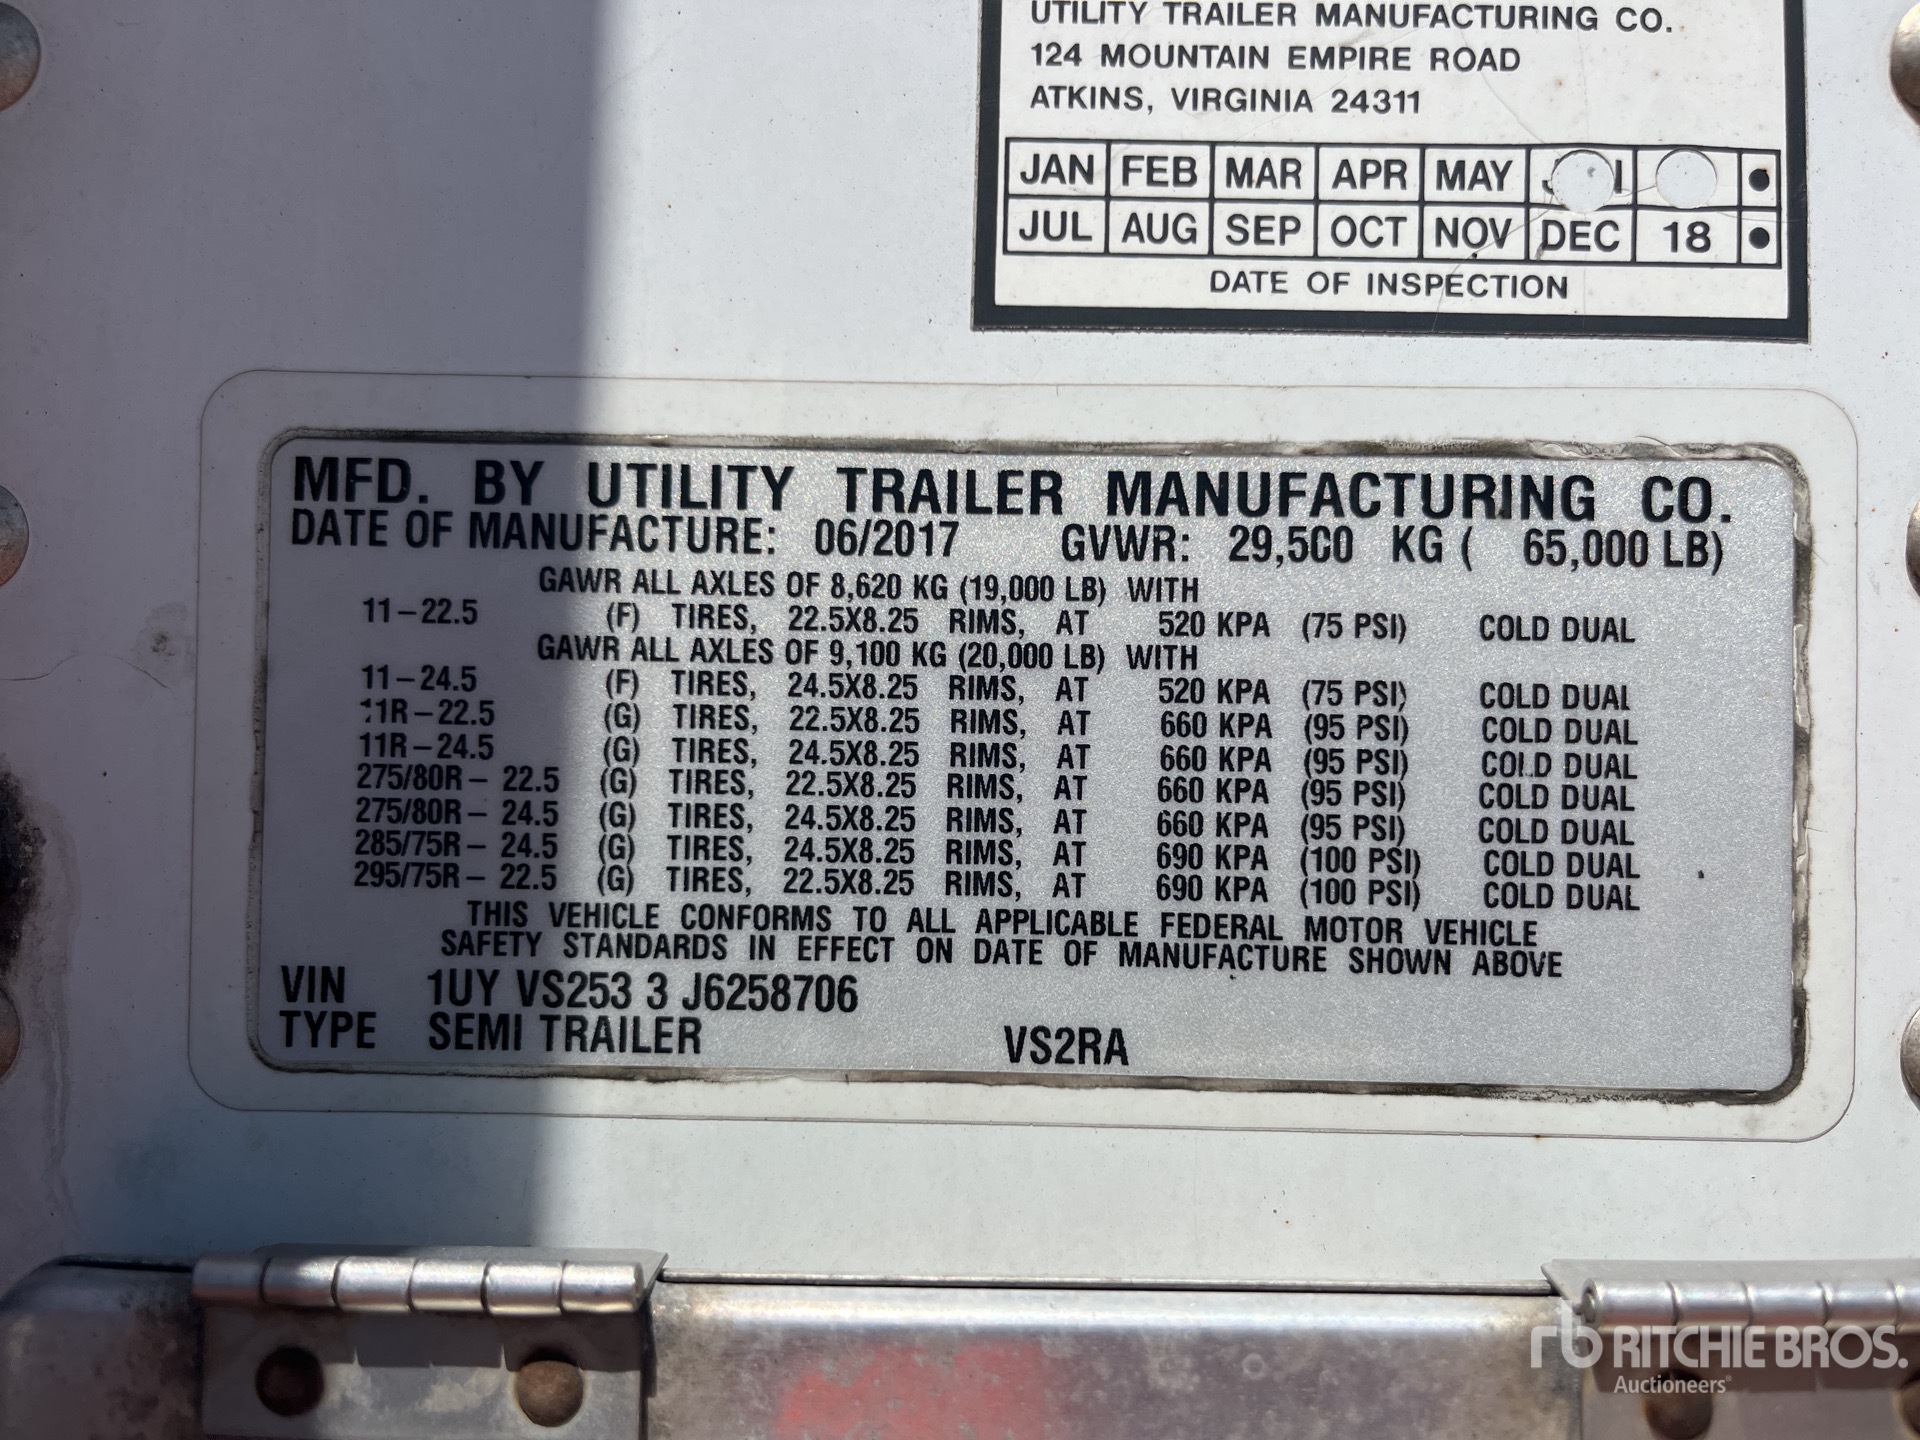 UTILITY TRAILER MANUFACTURING CO.
124 MOUNTAIN EMPIRE ROAD
ATKINS, VIRGINIA 24311
JAN FEB MAR APR MAY
JUL AUG SEP OCT NOV DEC 18
DATE OF INSPECTION
MFD. BY UTILITY TRAILER MANUFACTURING CO.
DATE OF MANUFACTURE: 06/2017 GVWR: 29,500 KG ( 65,000 LB)
GAWR ALL AXLES OF 8,620 KG (19,000 LB) WITH
11-22.5 (F) TIRES, 22.5X8.25 RIMS, AT 520 KPA (75 PSI) COLD DUAL
GAWR ALL AXLES OF 9,100 KG (20,000 LB) WITH
11-24.5 (F) TIRES, 24.5X8.25 RIMS, AT 520 KPA (75 PSI) COLD DUAL
11R-22.5 (G) TIRES, 22.5X8.25 RIMS, AT 660 KPA (95 PSI) COLD DUAL
11R-24.5 (G) TIRES, 24.5X8.25 RIMS, AT 660 KPA (95 PSI) COLD DUAL
275/80R- 22.5 (G) TIRES, 22.5X8.25 RIMS, AT 660 KPA (95 PSI) COLD DUAL
275/80R- 24.5 (G) TIRES, 24.5X8.25 RIMS, AT 660 KPA (95 PSI) COLD DUAL
285/75R- 24.5 (G) TIRES, 24.5X8.25 RIMS, AT 690 KPA (100 PSI) COLD DUAL
295/75R- 22.5 (G) TIRES, 22.5X8.25 RIMS, AT 690 KPA (100 PSI) COLD DUAL
THIS VEHICLE CONFORMS TO ALL APPLICABLE FEDERAL MOTOR VEHICLE
SAFETY STANDARDS IN EFFECT ON DATE OF MANUFACTURE SHOWN ABOVE
VIN 1UY VS253 3 J6258706
TYPE SEMI TRAILER VS2RA
rb RITCHIE BROS.
Auctioneers